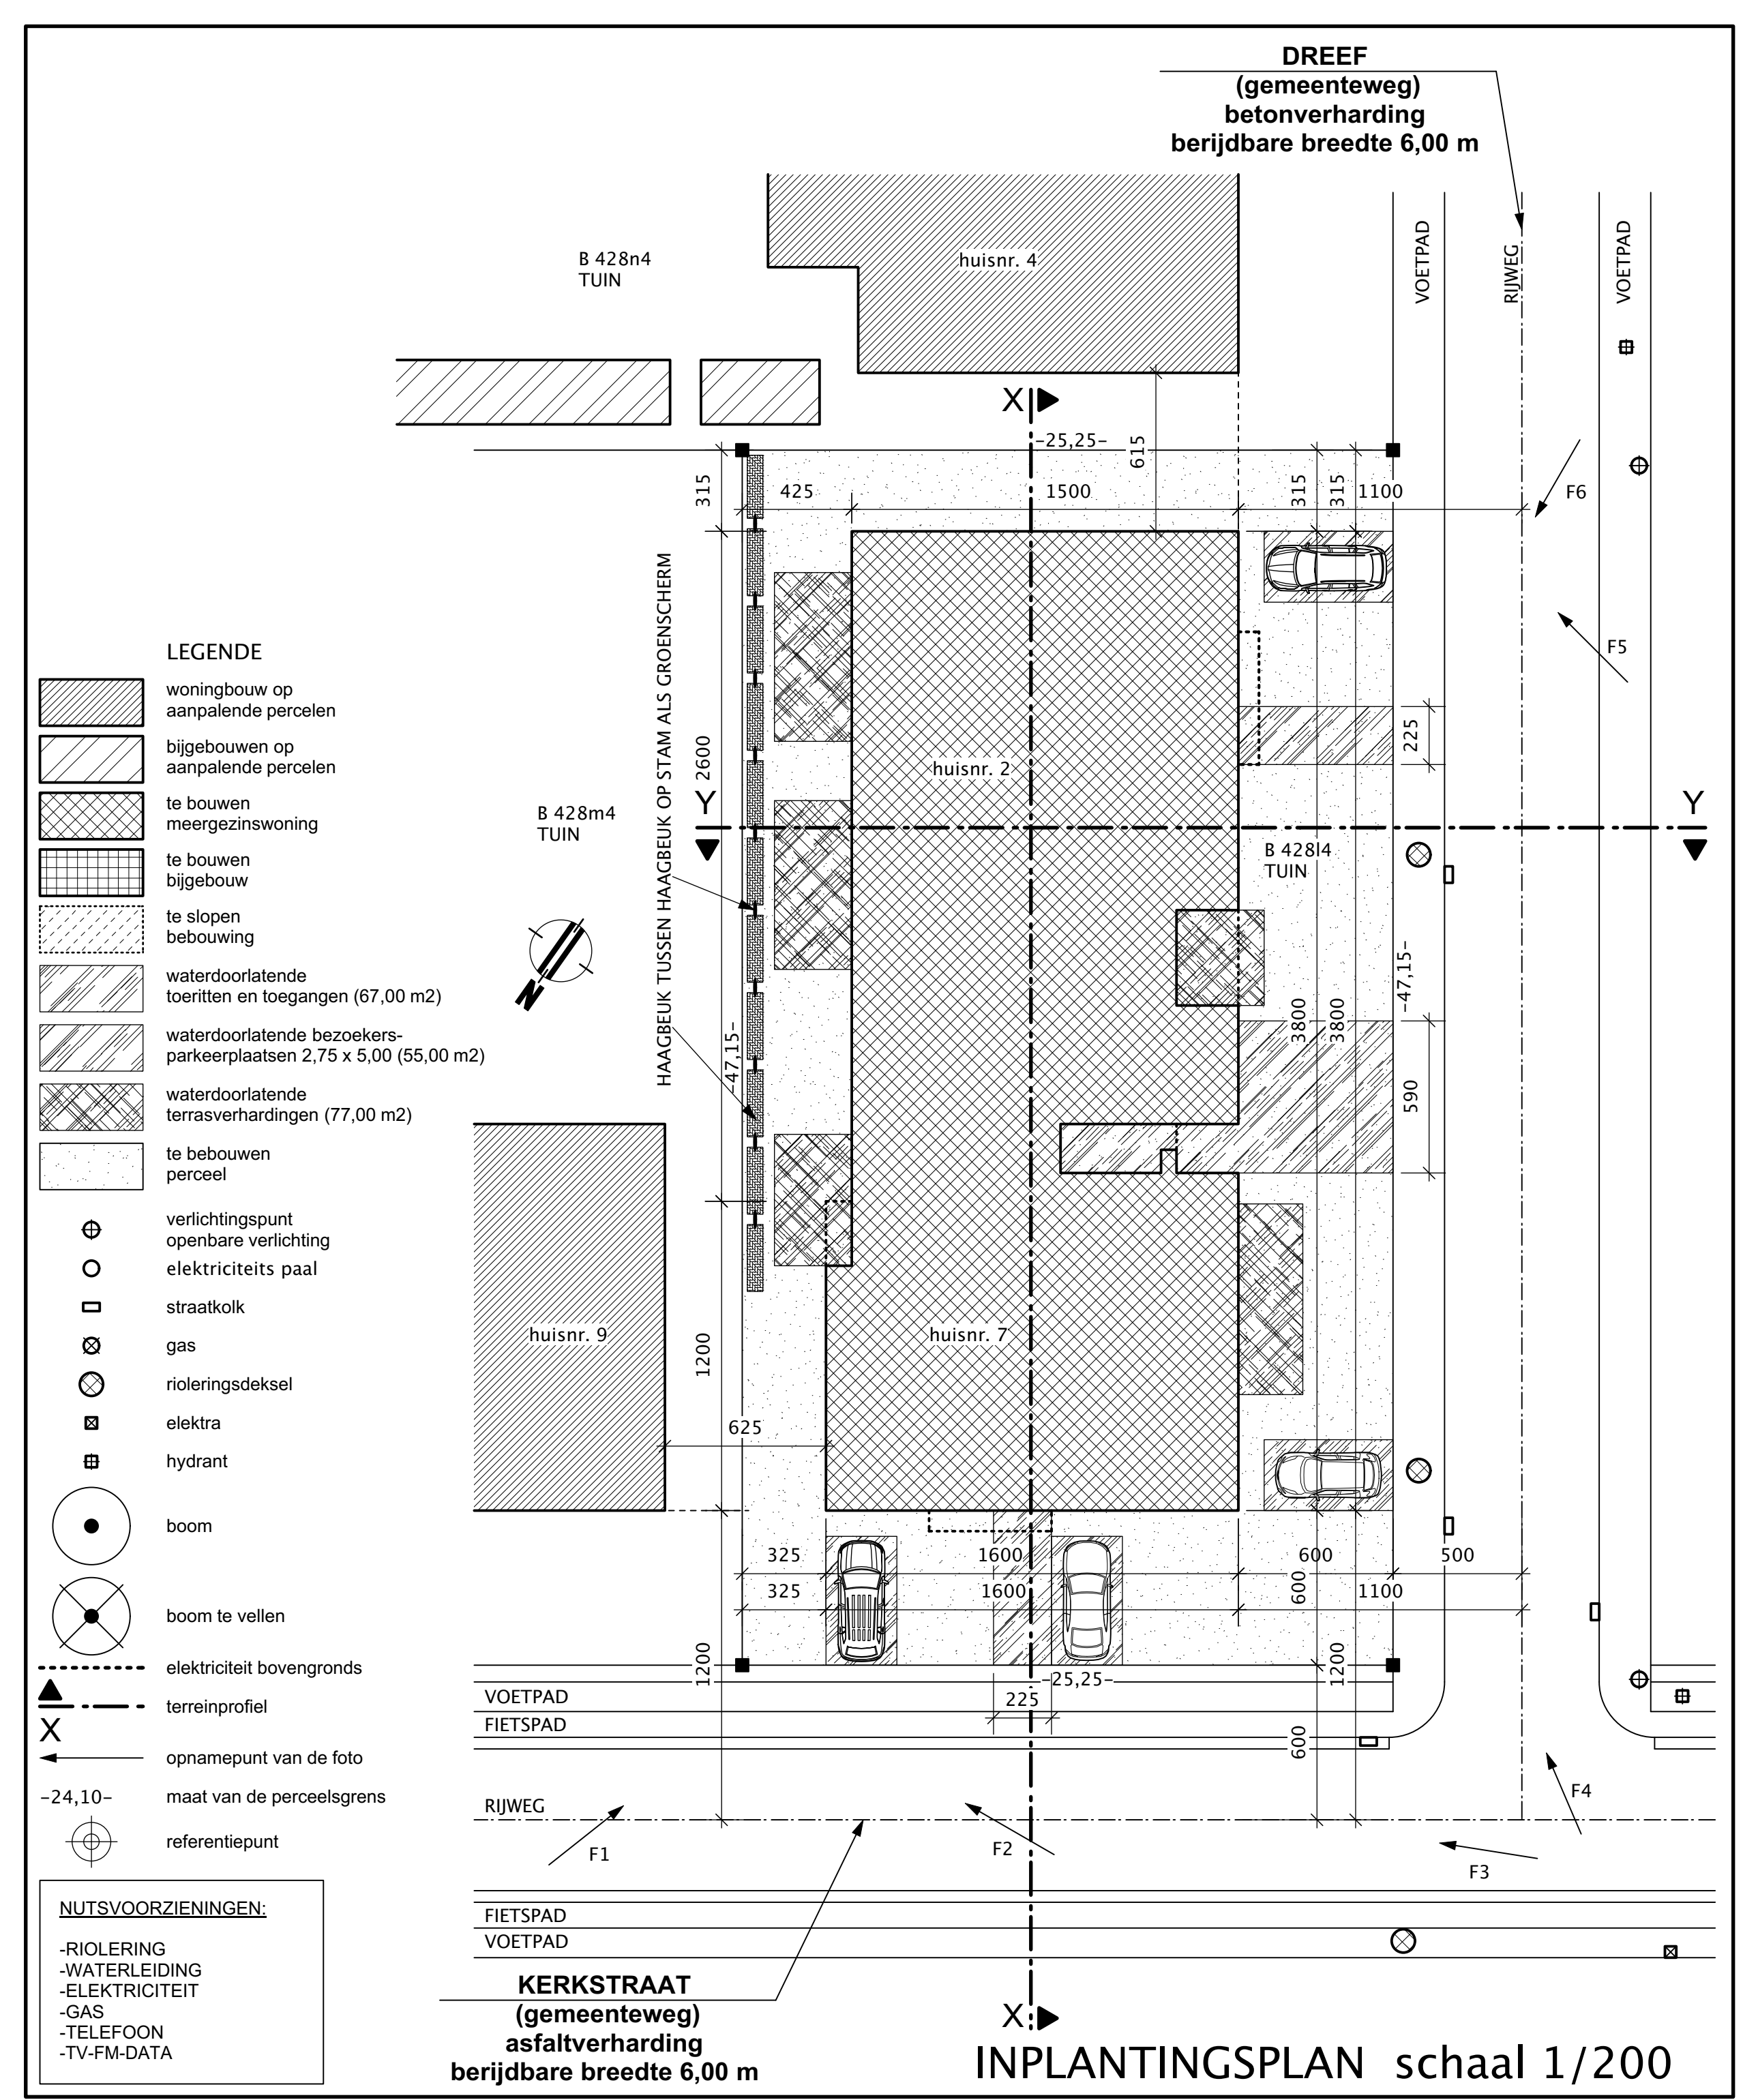 DREEF
(gemeenteweg)
betonverharding
berijdbare breedte 6,00 m
VOETPAD
RIJWEG
VOETPAD
B 428n4
TUIN
huisnr. 4
X
-25,25-
615
315
425
1500
315
315
1100
F6
F5
HAAGBEUK TUSSEN HAAGBEUK OP STAM ALS GROENSCHERM
2600
huisnr. 2
225
Y
Y
B 428m4
TUIN
B 428l4
TUIN
N
-47,15-
-47,15-
3800
3800
590
huisnr. 9
huisnr. 7
1200
625
325
1600
600
500
325
1600
600
1100
1200
-25,25-
1200
225
VOETPAD
FIETSPAD
600
RIJWEG
F1
F2
F3
F4
FIETSPAD
VOETPAD
KERKSTRAAT
(gemeenteweg)
asfaltverharding
berijdbare breedte 6,00 m
X
INPLANTINGSPLAN schaal 1/200
LEGENDE
woningbouw op
aanpalende percelen
bijgebouwen op
aanpalende percelen
te bouwen
meergezinswoning
te bouwen
bijgebouw
te slopen
bebouwing
waterdoorlatende
toeritten en toegangen (67,00 m2)
waterdoorlatende bezoekers-
parkeerplaatsen 2,75 x 5,00 (55,00 m2)
waterdoorlatende
terrasverhardingen (77,00 m2)
te bebouwen
perceel
verlichtingspunt
openbare verlichting
elektriciteits paal
straatkolk
gas
rioleringsdeksel
elektra
hydrant
boom
boom te vellen
elektriciteit bovengronds
terreinprofiel
X
opnamepunt van de foto
-24,10- maat van de perceelsgrens
referentiepunt
NUTSVOORZIENINGEN:
-RIOLERING
-WATERLEIDING
-ELEKTRICITEIT
-GAS
-TELEFOON
-TV-FM-DATA